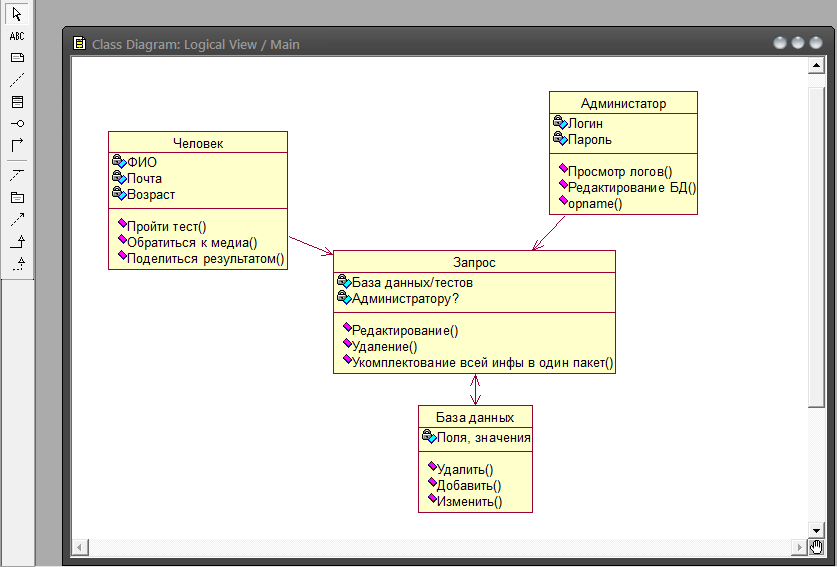 ABC
Class Diagram: Logical View / Main
Человек
ФИО
Почта
Возраст
Пройти тест()
Обратиться к медиа()
Поделиться результатом()
Администатор
Логин
Пароль
Просмотр логов()
Редактирование БД()
opname()
Запрос
База данных/тестов
Администратору?
Редактирование()
Удаление()
Укомплектование всей инфы в один пакет()
База данных
Поля, значения
Удалить()
Добавить()
Изменить()